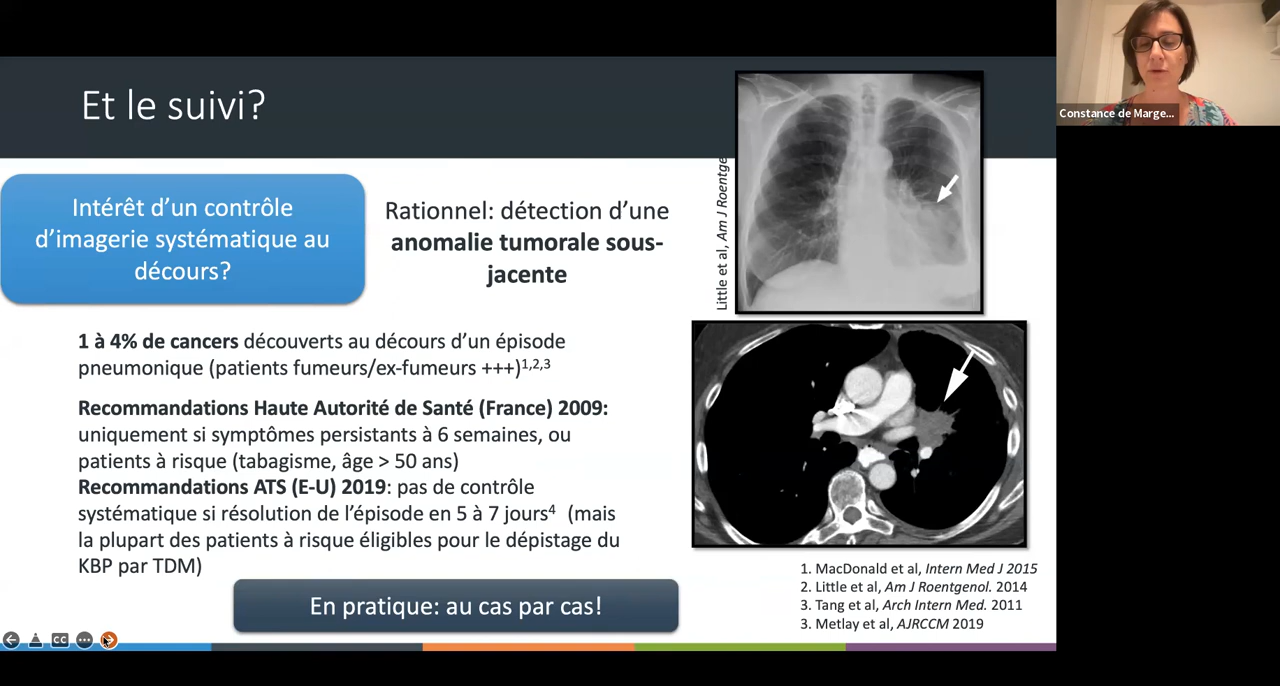 Et le suivi?
Intérêt d’un contrôle
d’imagerie systématique au
décours?
Rationnel: détection d’une
anomalie tumorale sous-
jacente
Little et al, Am J Roentge
1 à 4% de cancers découverts au décours d’un épisode
pneumonique (patients fumeurs/ex-fumeurs +++)1,2,3
Recommandations Haute Autorité de Santé (France) 2009:
uniquement si symptômes persistants à 6 semaines, ou
patients à risque (tabagisme, âge > 50 ans)
Recommandations ATS (E-U) 2019: pas de contrôle
systématique si résolution de l’épisode en 5 à 7 jours4 (mais
la plupart des patients à risque éligibles pour le dépistage du
KBP par TDM)
En pratique: au cas par cas!
1. MacDonald et al, Intern Med J 2015
2. Little et al, Am J Roentgenol. 2014
3. Tang et al, Arch Intern Med. 2011
3. Metlay et al, AJRCCM 2019
CC
Constance de Marge...